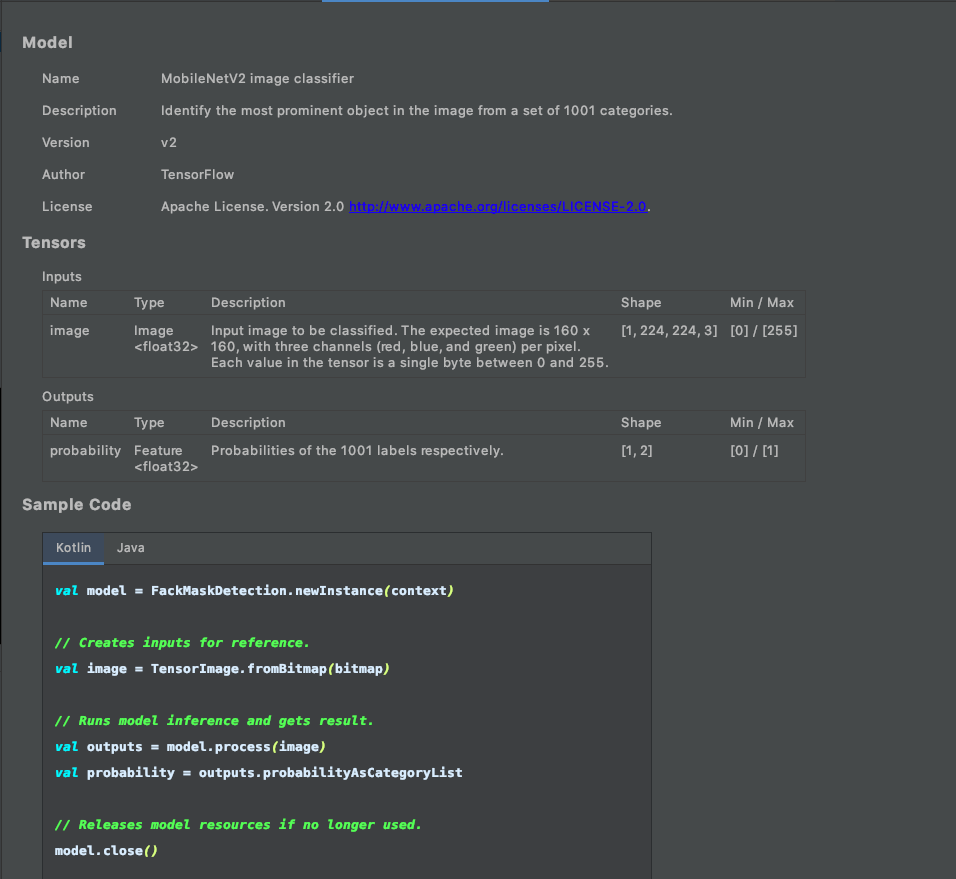 Model
Name MobileNetV2 image classifier
Description Identify the most prominent object in the image from a set of 1001 categories.
Version v2
Author TensorFlow
License Apache License. Version 2.0 http://www.apache.org/licenses/LICENSE-2.0.
Tensors
Inputs
Name Type Description Shape Min / Max
image Image Input image to be classified. The expected image is 160 x [1, 224, 224, 3] [0] / [255]
<float32> 160, with three channels (red, blue, and green) per pixel.
Each value in the tensor is a single byte between 0 and 255.
Outputs
Name Type Description Shape Min / Max
probability Feature Probabilities of the 1001 labels respectively. [1, 2] [0] / [1]
<float32>
Sample Code
Kotlin Java
val model = FackMaskDetection.newInstance(context)
// Creates inputs for reference.
val image = TensorImage.fromBitmap(bitmap)
// Runs model inference and gets result.
val outputs = model.process(image)
val probability = outputs.probabilityAsCategoryList
// Releases model resources if no longer used.
model.close()